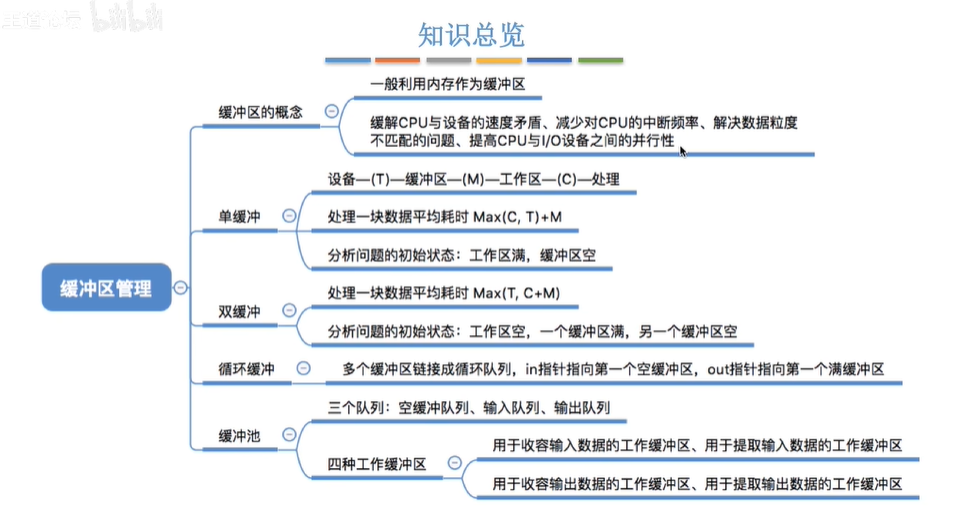 bilibili
知识总览
一般利用内存作为缓冲区
缓冲区的概念
缓解CPU与设备的速度矛盾、减少对CPU的中断频率、解决数据粒度
不匹配的问题、提高CPU与I/O设备之间的并行性
设备—(T)—缓冲区—(M)—工作区—(C)—处理
单缓冲
处理一块数据平均耗时 Max(C, T)+M
分析问题的初始状态：工作区满，缓冲区空
缓冲区管理
处理一块数据平均耗时 Max(T, C+M)
双缓冲
分析问题的初始状态：工作区空，一个缓冲区满，另一个缓冲区空
循环缓冲
多个缓冲区链接成循环队列，in指针指向第一个空缓冲区，out指针指向第一个满缓冲区
三个队列：空缓冲队列、输入队列、输出队列
缓冲池
四种工作缓冲区
用于收容输入数据的工作缓冲区、用于提取输入数据的工作缓冲区
用于收容输出数据的工作缓冲区、用于提取输出数据的工作缓冲区